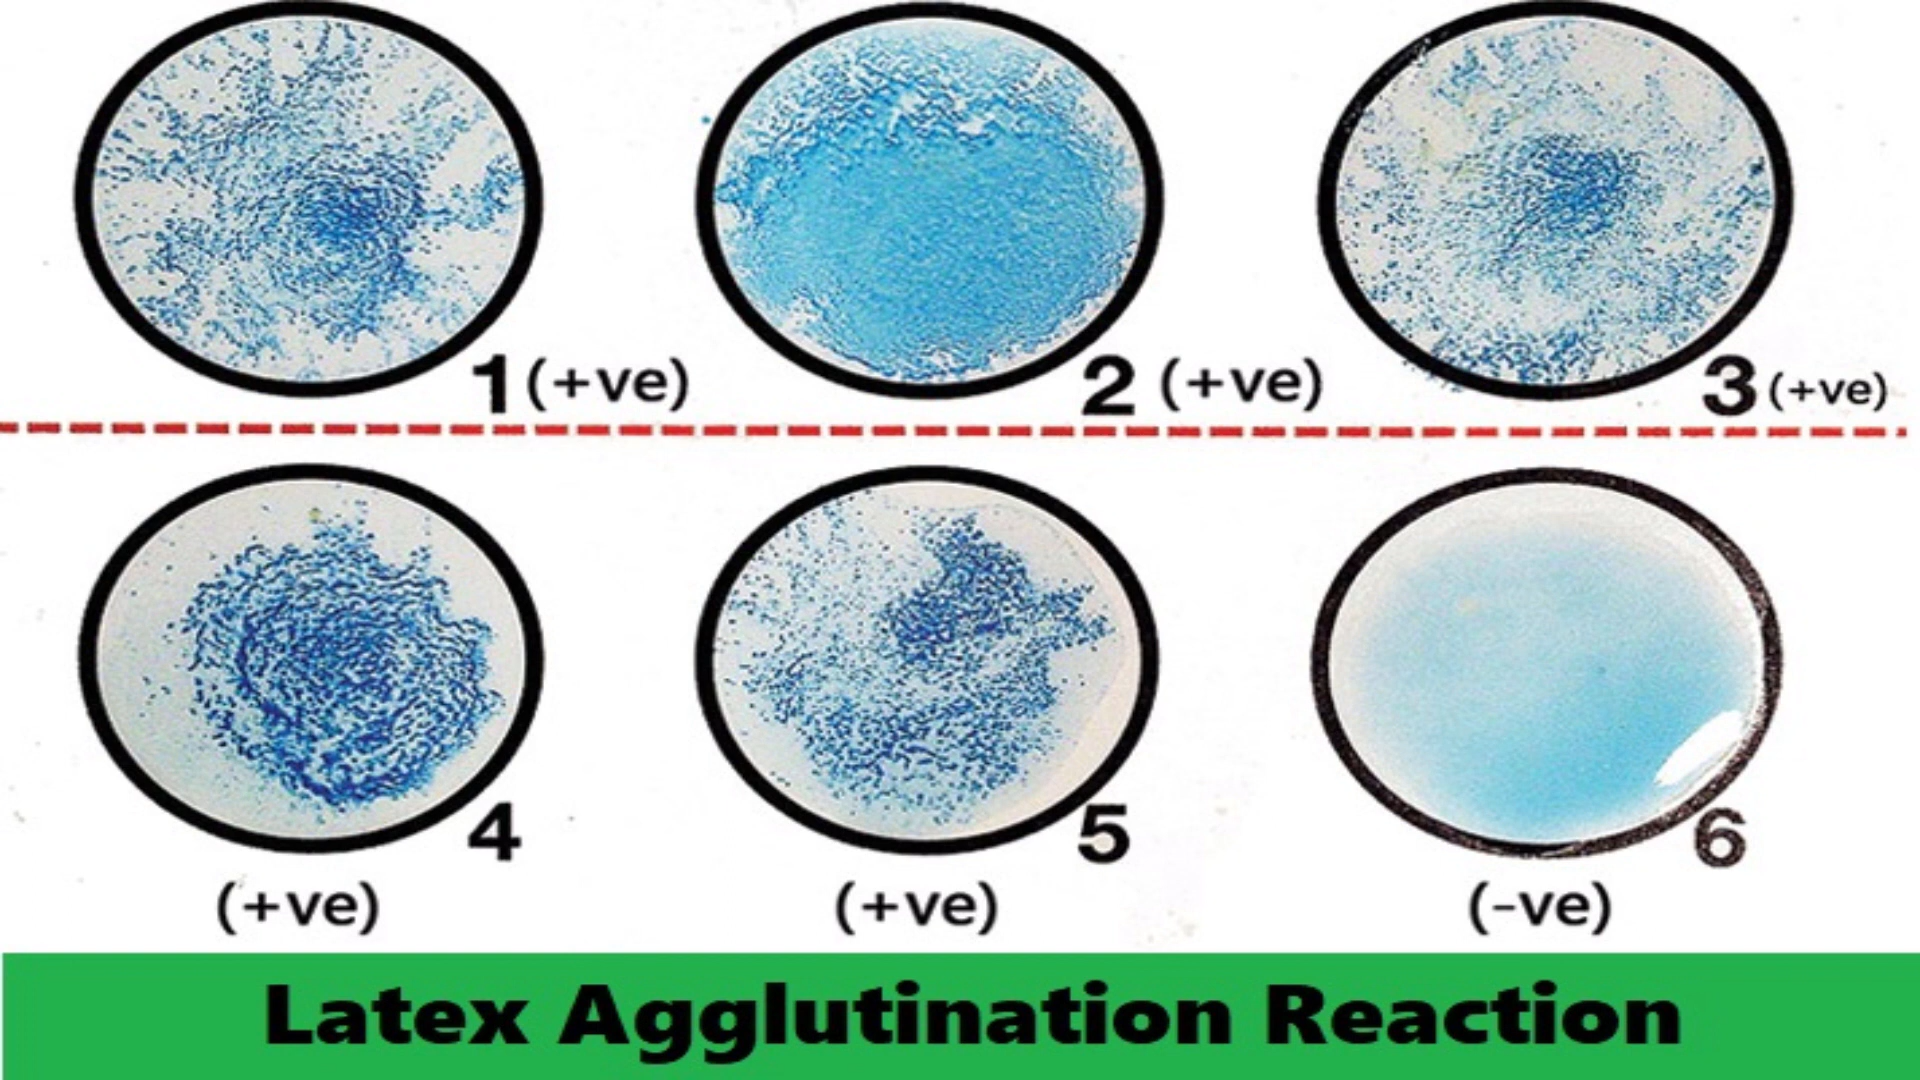 1 (+ve)
2 (+ve)
3 (+ve)
4
(+ve)
5
(+ve)
6
(-ve)
Latex Agglutination Reaction